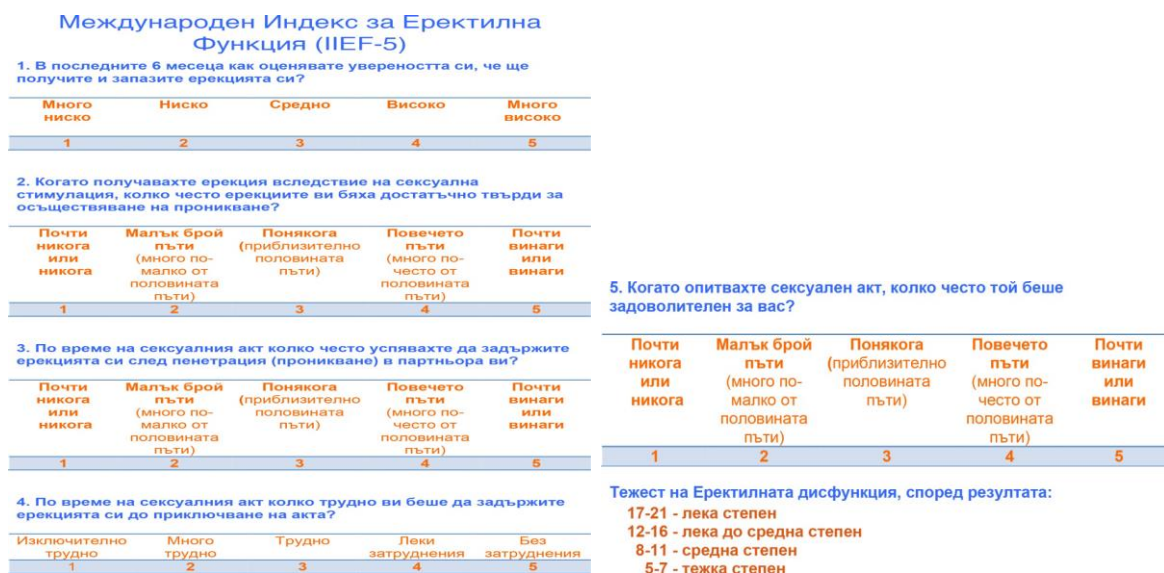 Международен Индекс за Еректилна
Функция (IIEF-5)
1. В последните 6 месеца как оценявате увереността си, че ще
получите и запазите ерекцията си?
Много Ниско Средно Високо Много
ниско високо
1 2 3 4 5
2. Когато получавахте ерекция вследствие на сексуална
стимулация, колко често ерекциите ви бяха достатъчно твърди за
осъществяване на проникване?
Почти Малък брой Понякога Повечето Почти
никога пъти (приблизително пъти винаги
или (много по- половината (много по- или
никога малко от пъти) често от винаги
половината половината
пъти) пъти)
1 2 3 4 5
3. По време на сексуалния акт колко често успявахте да задържите
ерекцията си след пенетрация (проникване) в партньора ви?
Почти Малък брой Понякога Повечето Почти
никога пъти (приблизително пъти винаги
или (много по- половината (много по- или
никога малко от пъти) често от винаги
половината половината
пъти) пъти)
1 2 3 4 5
4. По време на сексуалния акт колко трудно ви беше да задържите
ерекцията си до приключване на акта?
Изключително Много Трудно Леки Без
трудно трудно затруднения затруднения
1 2 3 4 5
5. Когато опитвахте сексуален акт, колко често той беше
задоволителен за вас?
Почти Малък брой Понякога Повечето Почти
никога пъти (приблизително пъти винаги
или (много по- половината (много по- или
никога малко от пъти) често от винаги
половината половината
пъти) пъти)
1 2 3 4 5
Тежест на Еректилната дисфункция, според резултата:
17-21 - лека степен
12-16 - лека до средна степен
8-11 - средна степен
5-7 - тежка степен